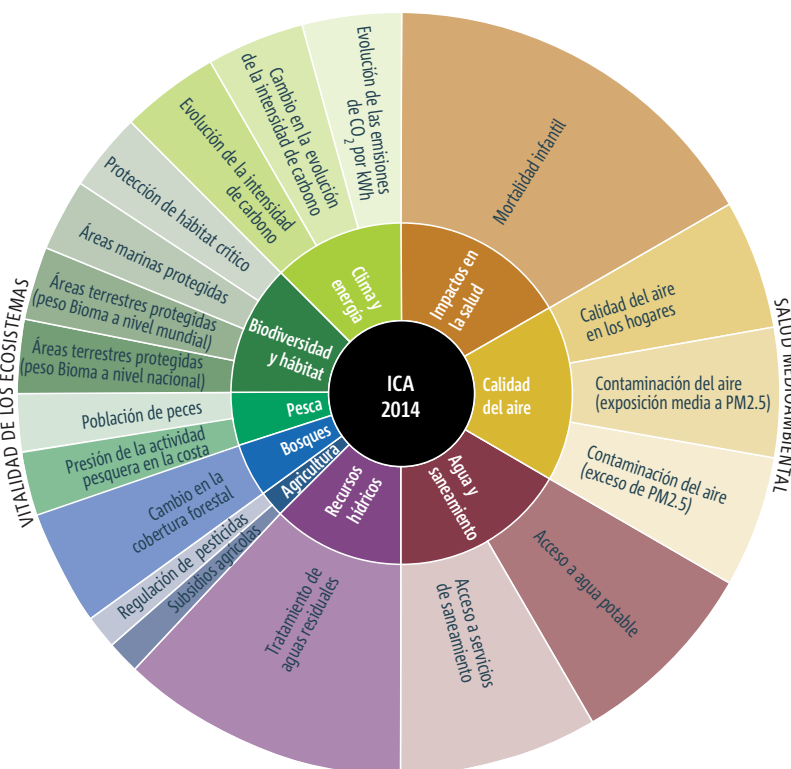 ICA
2014
SALUD MEDIOAMBIENTAL
Impactos en
la salud
Mortalidad infantil
Calidad
del aire
Calidad del aire
en los hogares
Contaminación del aire
(exposición media a PM2.5)
Contaminación del aire
(exceso de PM2.5)
Agua y
saneamiento
Acceso a agua potable
Acceso a servicios
de saneamiento
VITALIDAD DE LOS ECOSISTEMAS
Recursos
hídricos
Tratamiento de
aguas residuales
Agricultura
Subsidios agrícolas
Regulación de pesticidas
Bosques
Cambio en la
cobertura forestal
Pesca
Presión de la actividad
pesquera en la costa
Población de peces
Biodiversidad
y hábitat
Áreas terrestres protegidas
(peso Bioma a nivel nacional)
Áreas terrestres protegidas
(peso Bioma a nivel mundial)
Áreas marinas protegidas
Protección de hábitat crítico
Clima y
energía
Evolución de la intensidad
de carbono
Cambio en la evolución
de la intensidad de carbono
Evolución de las emisiones
de CO2 por kWh